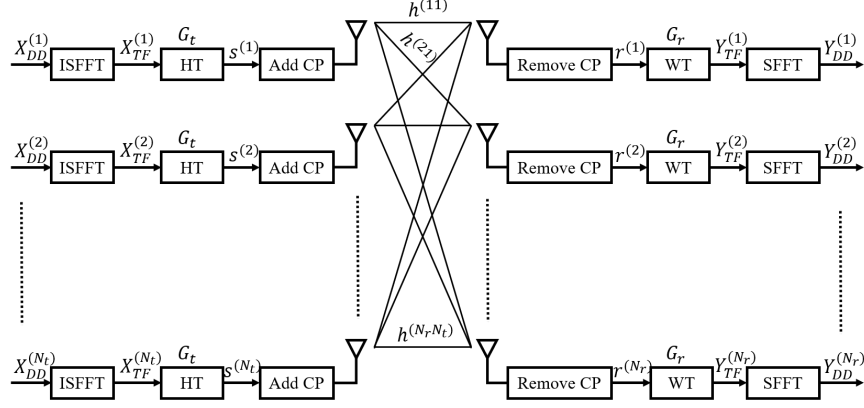 h^(11)
X_DD^(1) X_TF^(1) G_t s^(1) h^(21) r^(1) G_r Y_TF^(1) Y_DD^(1)
ISFFT HT Add CP Remove CP WT SFFT
X_DD^(2) X_TF^(2) G_t s^(2) r^(2) G_r Y_TF^(2) Y_DD^(2)
ISFFT HT Add CP Remove CP WT SFFT
h^(N_rN_t)
X_DD^(N_t) X_TF^(N_t) G_t s^(N_t) r^(N_r) G_r Y_TF^(N_r) Y_DD^(N_r)
ISFFT HT Add CP Remove CP WT SFFT